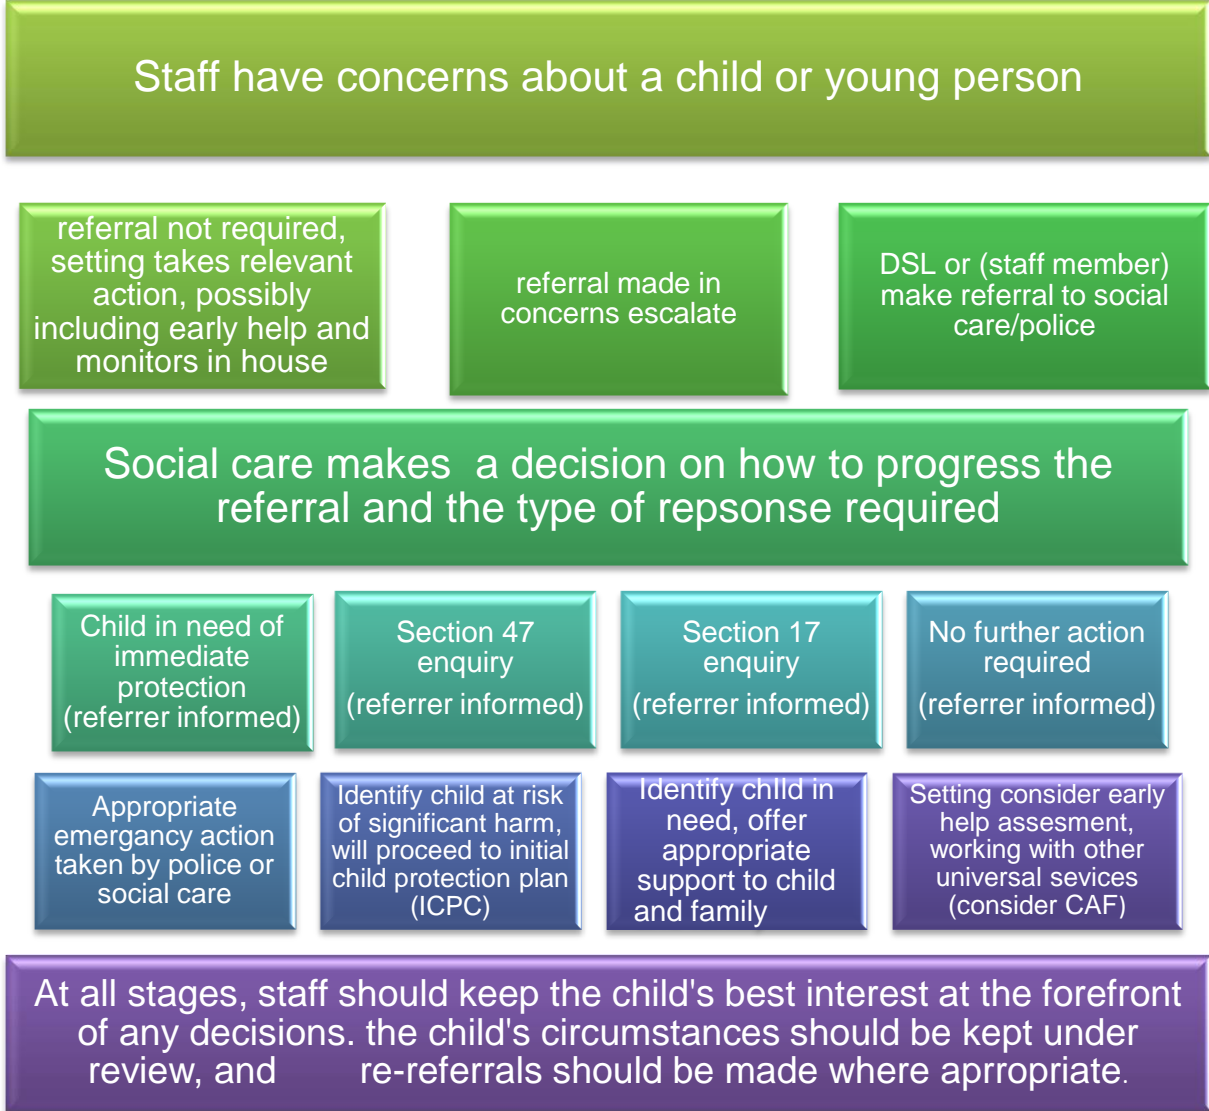 Staff have concerns about a child or young person
referral not required,
setting takes relevant
action, possibly
including early help and
monitors in house
referral made in
concerns escalate
DSL or (staff member)
make referral to social
care/police
Social care makes  a decision on how to progress the
referral and the type of repsonse required
Child in need of
immediate
protection
(referrer informed)
Section 47
enquiry
(referrer informed)
Section 17
enquiry
(referrer informed)
No further action
required
(referrer informed)
Appropriate
emergancy action
taken by police or
social care
Identify child at risk
of significant harm,
will proceed to initial
child protection plan
(ICPC)
Identify chIld in
need, offer
appropriate
support to child
and family
Setting consider early
help assesment,
working with other
universal sevices
(consider CAF)
At all stages, staff should keep the child's best interest at the forefront
of any decisions. the child's circumstances should be kept under
review, and        re-referrals should be made where aprropriate.